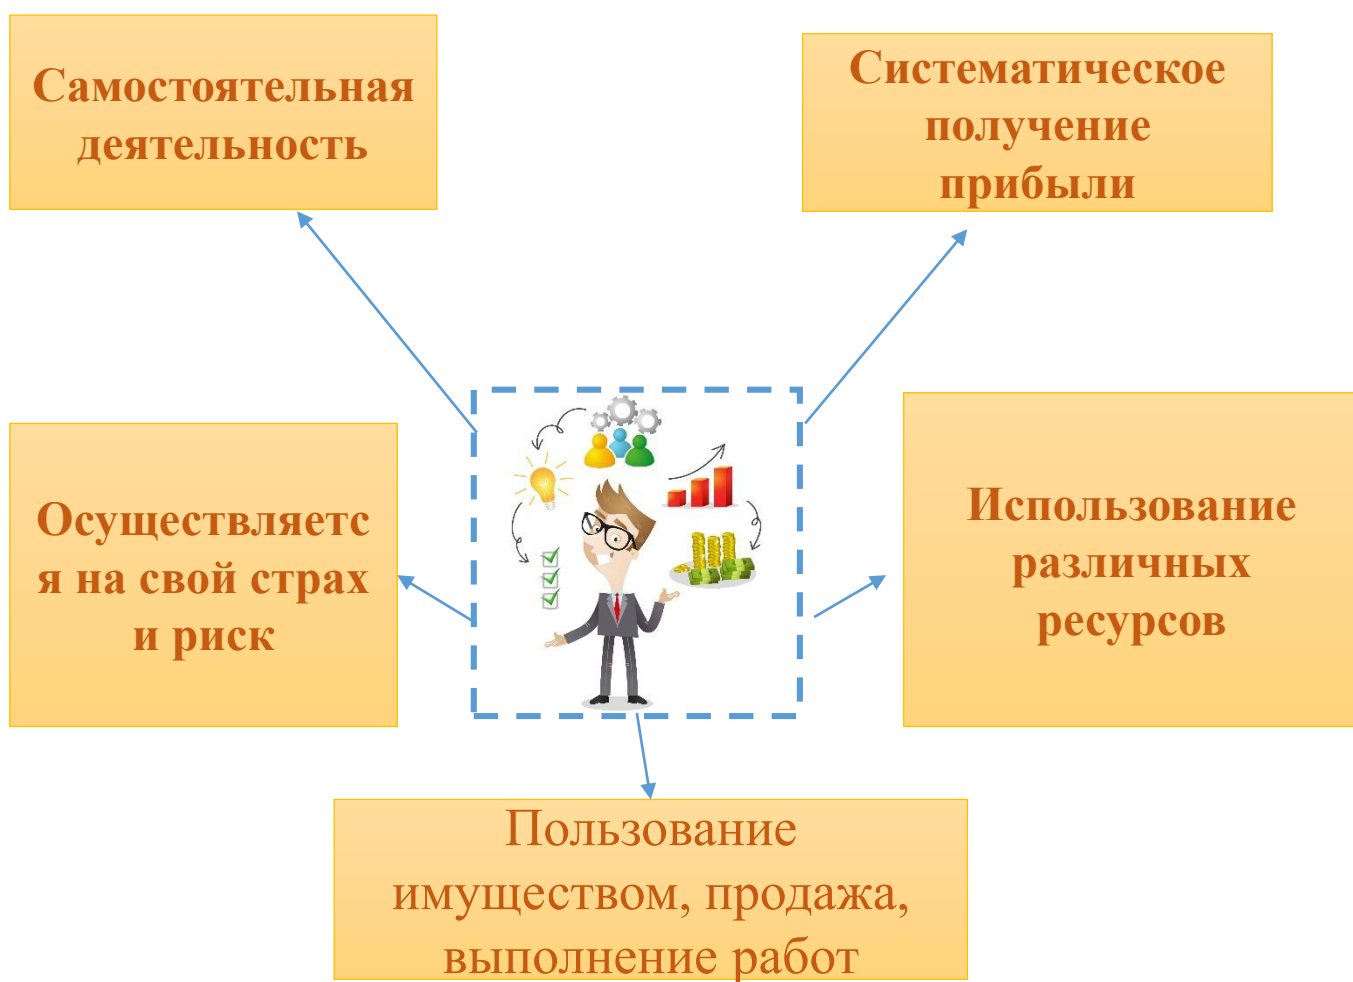 Самостоятельная
деятельность
Систематическое
получение
прибыли
Осуществляетс
я на свой страх
и риск
Использование
различных
ресурсов
Пользование
имуществом, продажа,
выполнение работ